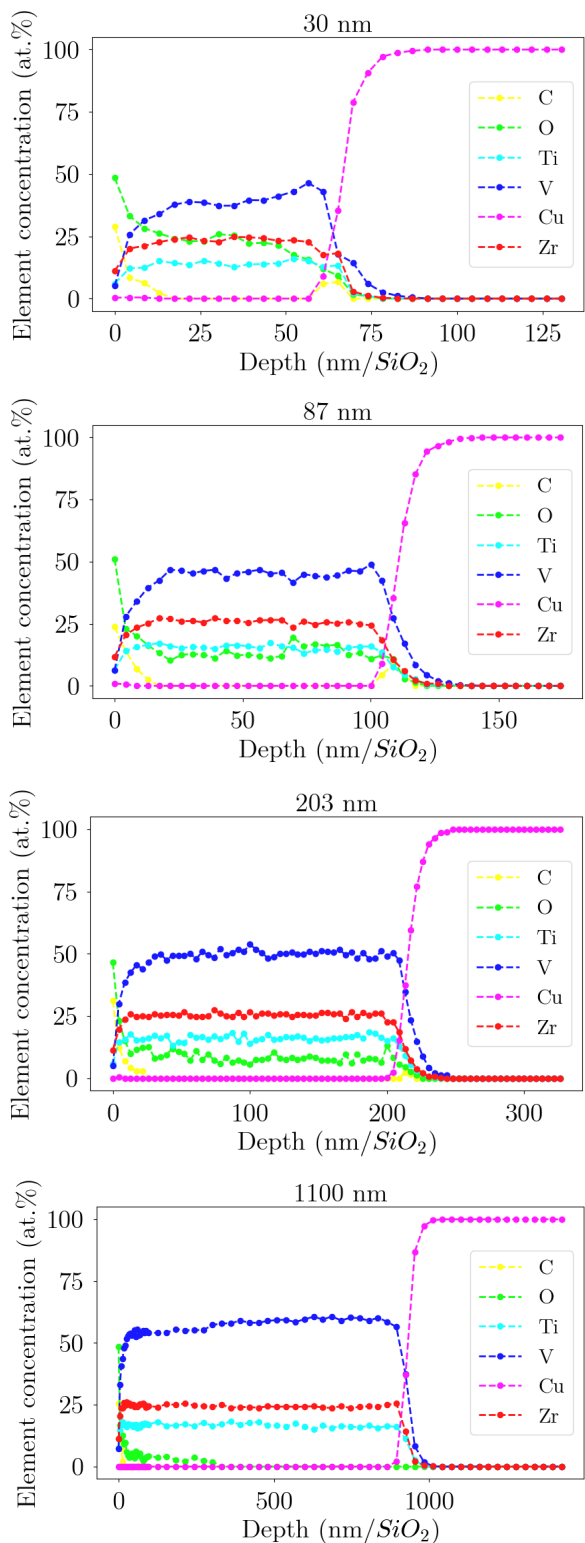 30 nm
Element concentration (at.%)
100
75
50
25
0
C
O
Ti
V
Cu
Zr
0 25 50 75 100 125
Depth (nm/SiO₂)
87 nm
Element concentration (at.%)
100
75
50
25
0
C
O
Ti
V
Cu
Zr
0 50 100 150
Depth (nm/SiO₂)
203 nm
Element concentration (at.%)
100
75
50
25
0
C
O
Ti
V
Cu
Zr
0 100 200 300
Depth (nm/SiO₂)
1100 nm
Element concentration (at.%)
100
75
50
25
0
C
O
Ti
V
Cu
Zr
0 500 1000
Depth (nm/SiO₂)